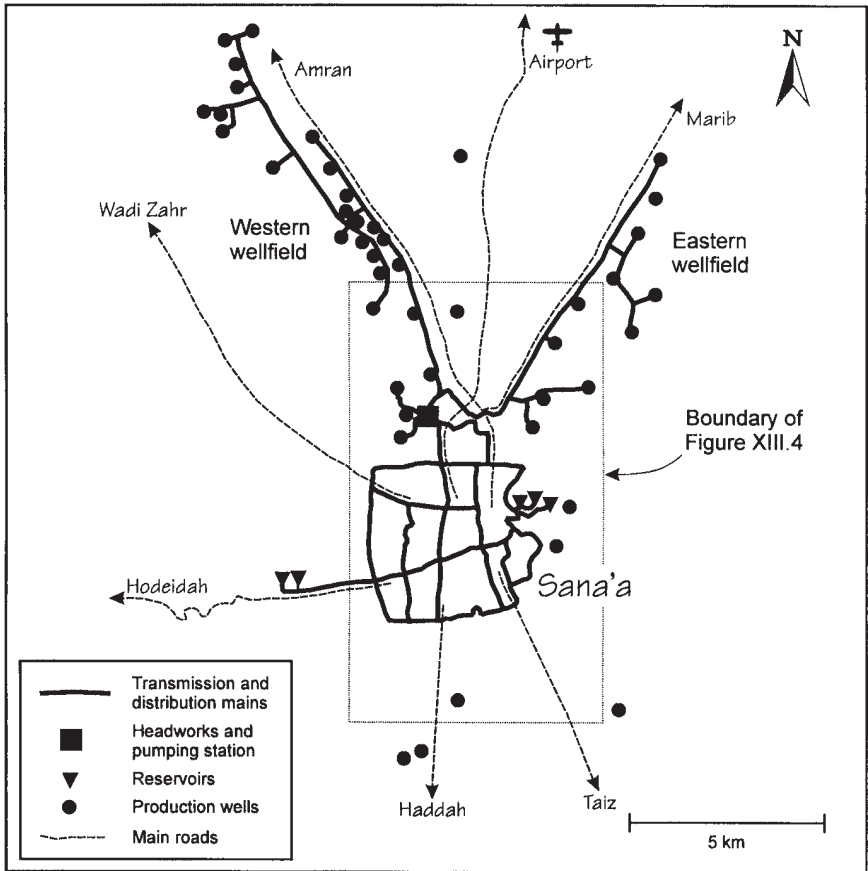 Amran
Airport
N
Marib
Wadi Zahr
Western
wellfield
Eastern
wellfield
Boundary of
Figure XIII.4
Hodeidah
Sana'a
Transmission and
distribution mains
Headworks and
pumping station
Reservoirs
Production wells
Main roads
Haddah
Taiz
5 km